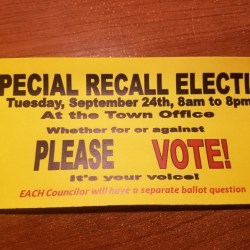 PECIAL RECALL ELECTI
Tuesday, September 24th, 8am to 8pm
At the Town Office
Whether for or against
PLEASE VOTE!
It's your voice!
EACH Councilor will have a separate ballot question